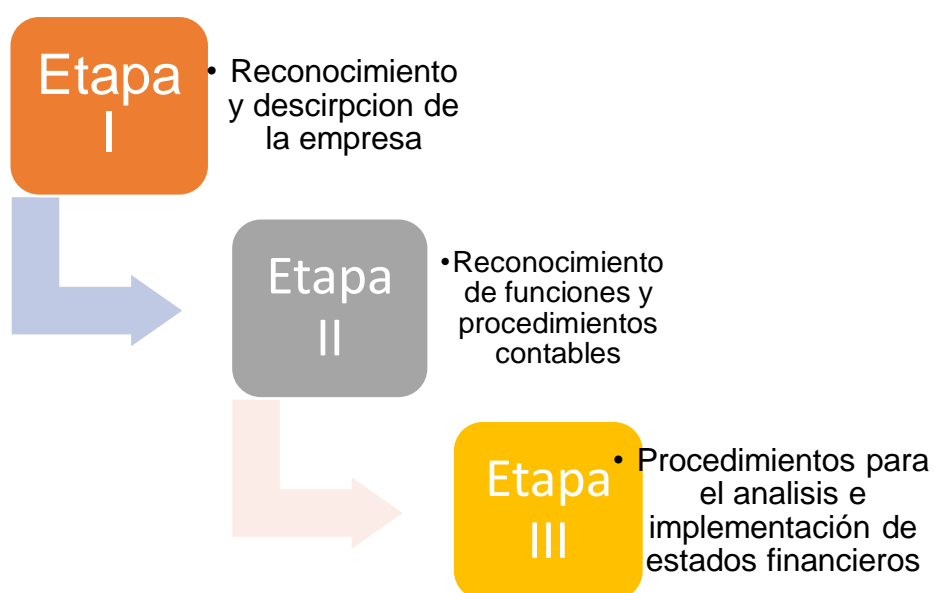 Etapa
I
• Reconocimiento
y descirpcion de
la empresa
Etapa
II
•Reconocimiento
de funciones y
procedimientos
contables
Etapa
III
• Procedimientos para
el analisis e
implementación de
estados financieros